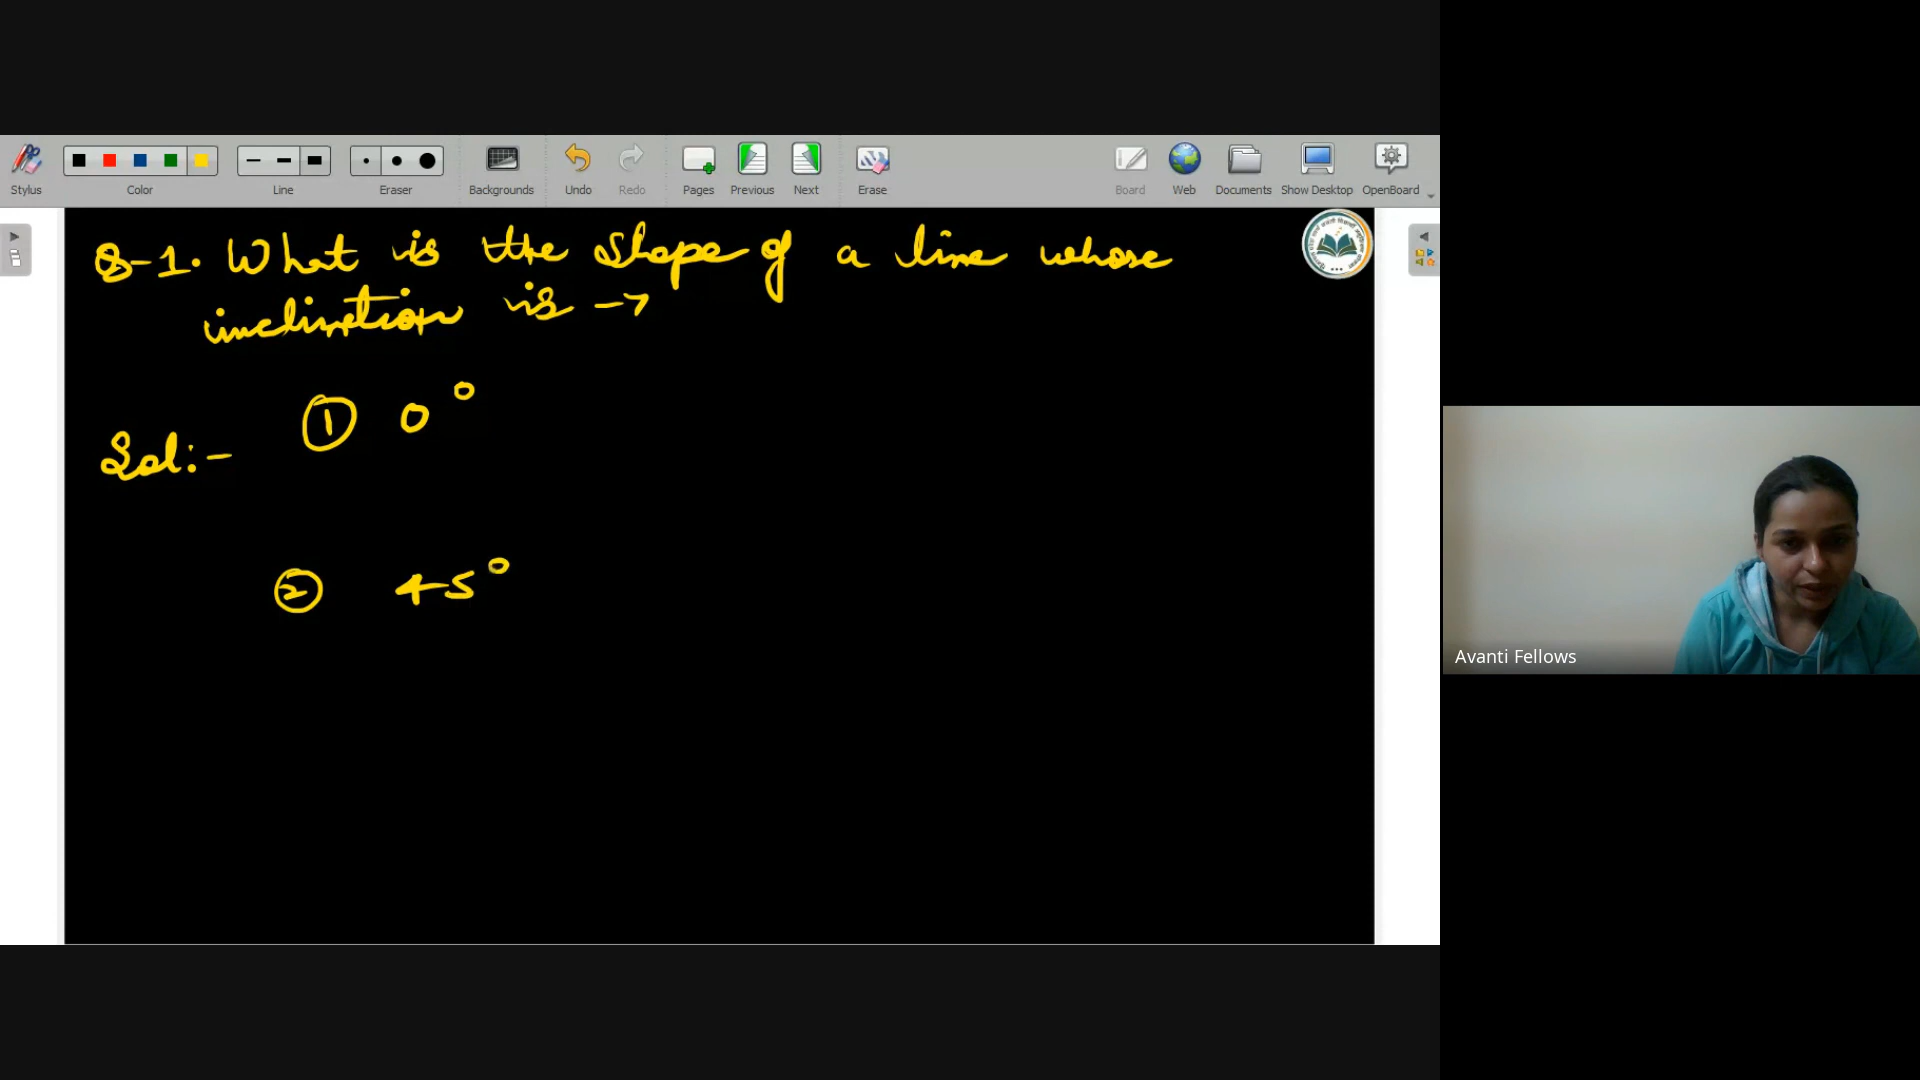 Stylus Color Line Eraser Backgrounds Undo Redo Pages Previous Next Erase Board Web Documents Show Desktop OpenBoard
Q-1. What is the Slope of a line whose
inclination is →
① 0°
Sol:-
② 45°
Avanti Fellows